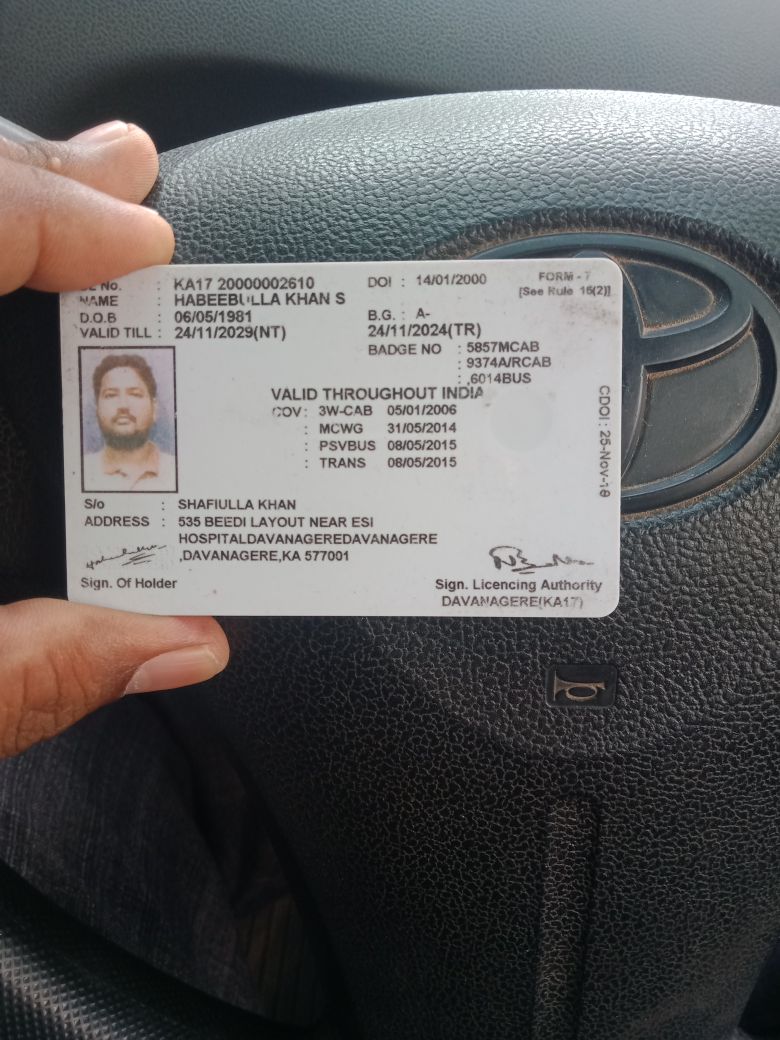 DL No. : KA17 20000002610 DOI : 14/01/2000 FORM - 7
NAME : HABEEBULLA KHAN S [See Rule 16(2)]
D.O.B : 06/05/1981 B.G. : A-
VALID TILL : 24/11/2029(NT) 24/11/2024(TR)
BADGE NO : 5857MCAB
: 9374A/RCAB
: ,6014BUS
VALID THROUGHOUT INDIA
COV : 3W-CAB 05/01/2006
: MCWG 31/05/2014
: PSVBUS 08/05/2015
: TRANS 08/05/2015
CDOI : 25-Nov-19
S/o : SHAFIULLA KHAN
ADDRESS : 535 BEEDI LAYOUT NEAR ESI
HOSPITALDAVANAGEREDAVANAGERE
,DAVANAGERE,KA 577001
Sign. Of Holder
Sign. Licencing Authority
DAVANAGERE(KA17)